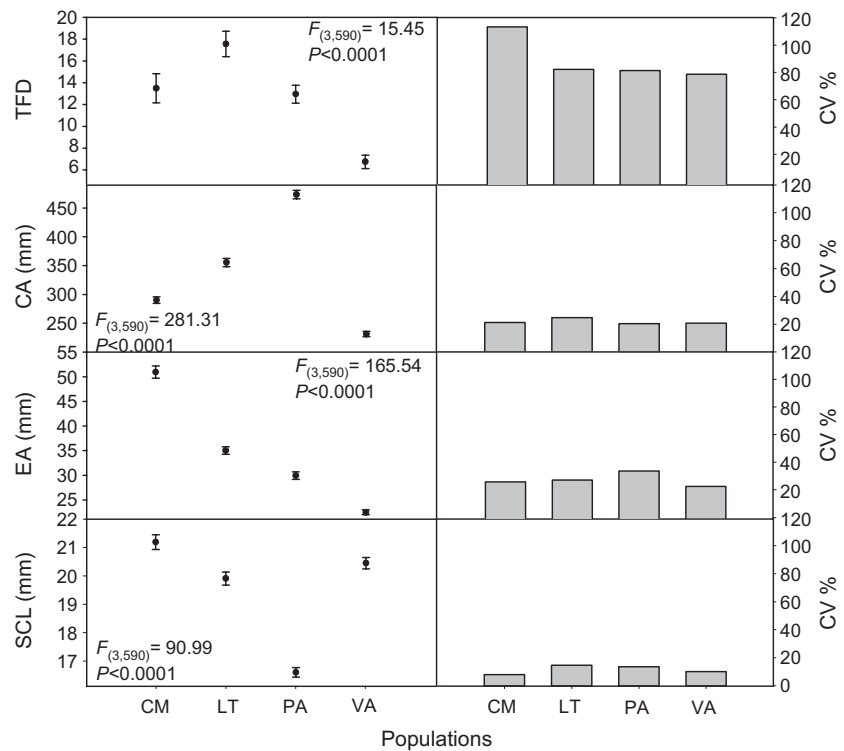 TFD
20
18
16
14
12
10
8
6
F(3,590)= 15.45
P<0.0001
120
100
80
60
40
20
CV %
CA (mm)
450
400
350
300
250
F(3,590)= 281.31
P<0.0001
120
100
80
60
40
20
CV %
EA (mm)
55
50
45
40
35
30
25
F(3,590)= 165.54
P<0.0001
120
100
80
60
40
20
CV %
SCL (mm)
22
21
20
19
18
17
F(3,590)= 90.99
P<0.0001
120
100
80
60
40
20
0
CV %
CM LT PA VA CM LT PA VA
Populations